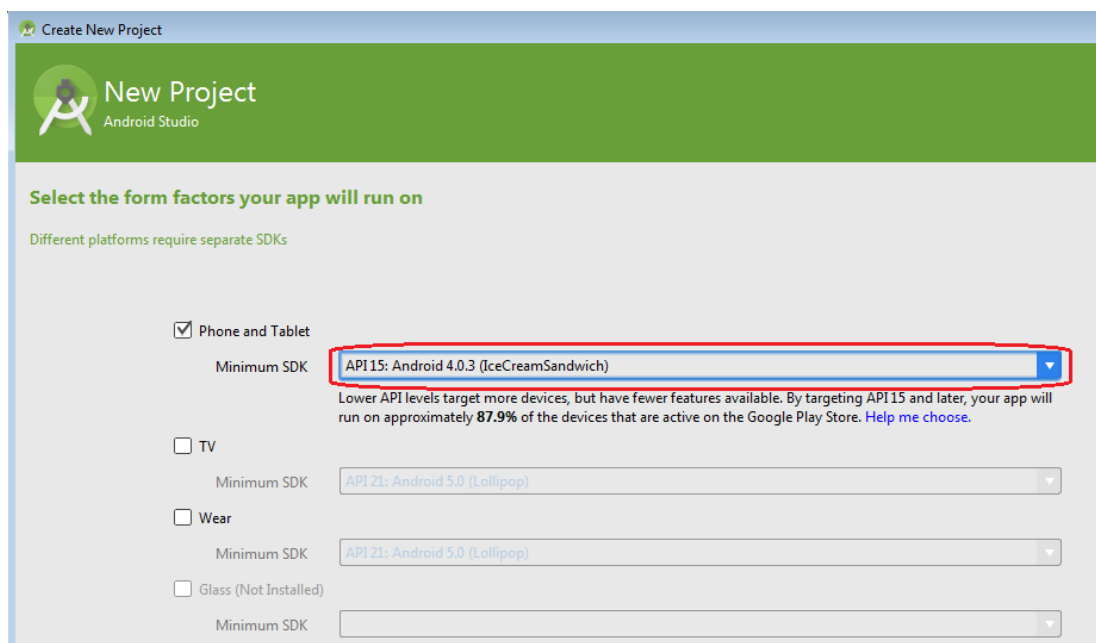 Create New Project
New Project
Android Studio
Select the form factors your app will run on
Different platforms require separate SDKs
Phone and Tablet
Minimum SDK API 15: Android 4.0.3 (IceCreamSandwich)
Lower API levels target more devices, but have fewer features available. By targeting API 15 and later, your app will
run on approximately 87.9% of the devices that are active on the Google Play Store. Help me choose.
TV
Minimum SDK API 21: Android 5.0 (Lollipop)
Wear
Minimum SDK API 21: Android 5.0 (Lollipop)
Glass (Not Installed)
Minimum SDK